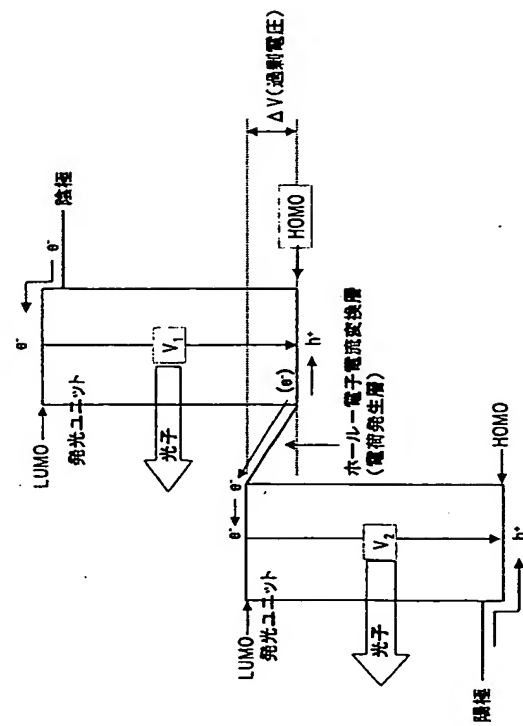 陰極
e⁻
e⁻
LUMO
発光ユニット
V₁
光子
ΔV(過剰電圧)
HOMO
(e⁻)
h⁺
ホールー電子電流変換層
(電荷発生層)
e⁻
e⁻
LUMO
発光ユニット
V₂
光子
HOMO
h⁺
陽極